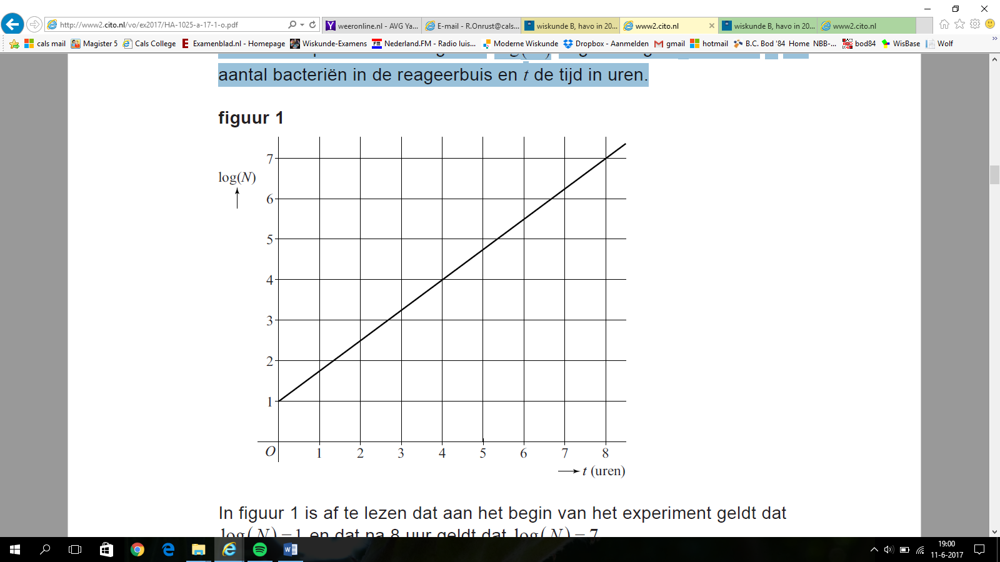 http://www2.cito.nl/vo/ex2017/HA-1025-a-17-1-o.pdf
weeronline.nl - AVG Ya...
E-mail - R.Onrust@cals...
wiskunde B, havo in 20...
www2.cito.nl
wiskunde B, havo in 20...
www2.cito.nl
cals mail
Magister 5
Cals College
Examenblad.nl - Homepage
Wiskunde-Examens
Nederland.FM - Radio luis...
Moderne Wiskunde
Dropbox - Aanmelden
gmail
hotmail
B.C. Bod '84 Home NBB-...
bod84
WisBase
Wolf
aantal bacteriën in de reageerbuis en t de tijd in uren.
figuur 1
log(N)
7
6
5
4
3
2
1
O
1 2 3 4 5 6 7 8
t (uren)
In figuur 1 is af te lezen dat aan het begin van het experiment geldt dat
log(N) = 1 en dat na 8 uur geldt dat log(N) = 7
19:00
11-6-2017